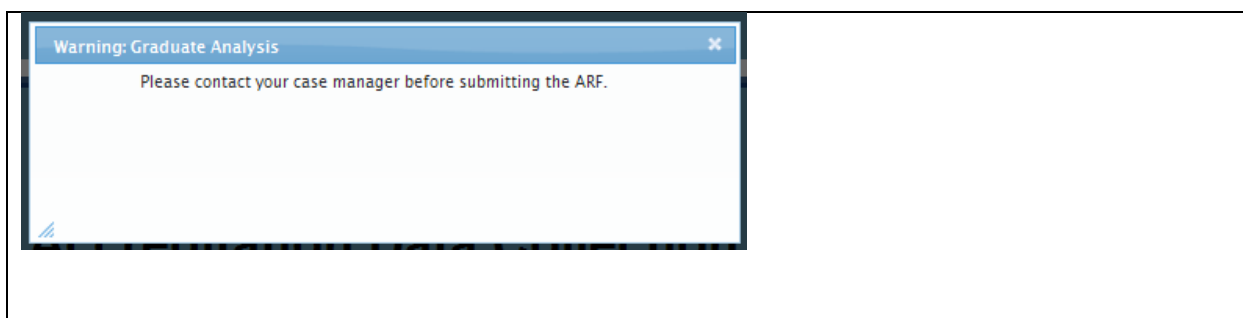 Warning: Graduate Analysis
Please contact your case manager before submitting the ARF.